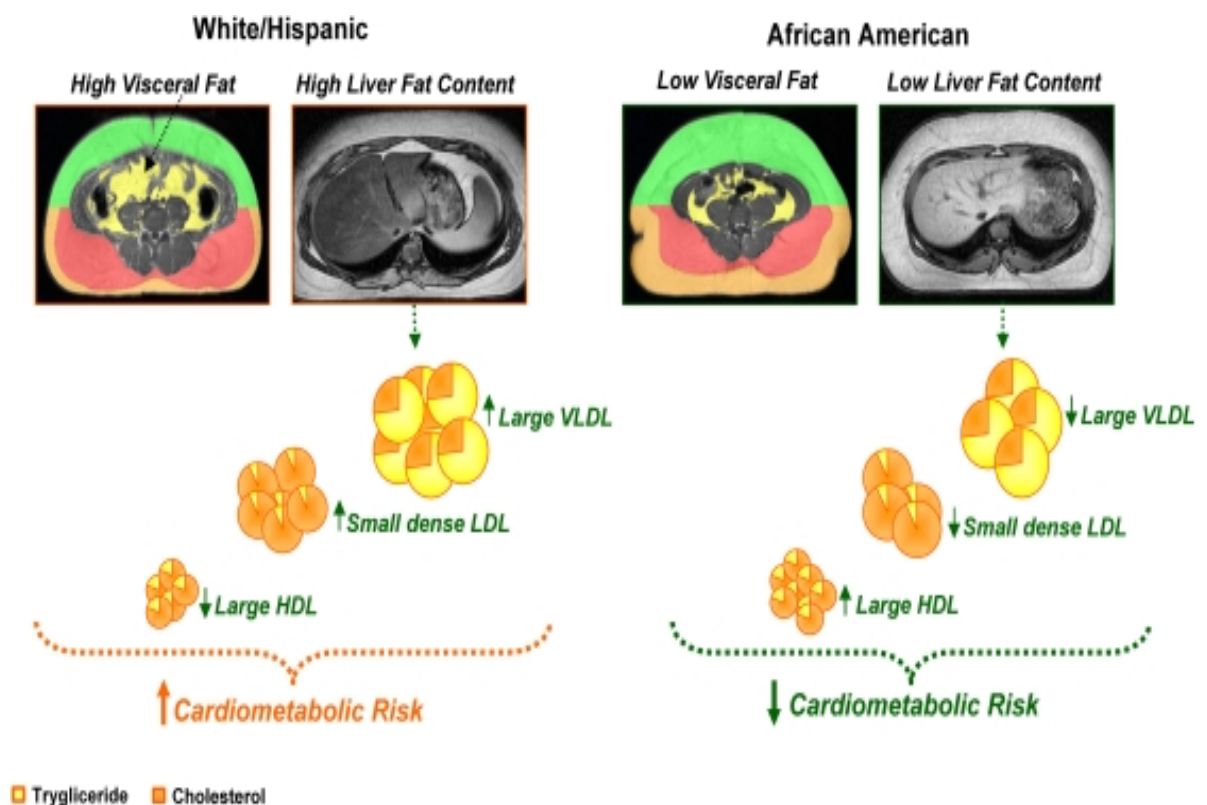 White/Hispanic
African American
High Visceral Fat
High Liver Fat Content
Low Visceral Fat
Low Liver Fat Content
Large VLDL
Small dense LDL
Large HDL
Cardiometabolic Risk
Large VLDL
Small dense LDL
Large HDL
Cardiometabolic Risk
Trygliceride
Cholesterol